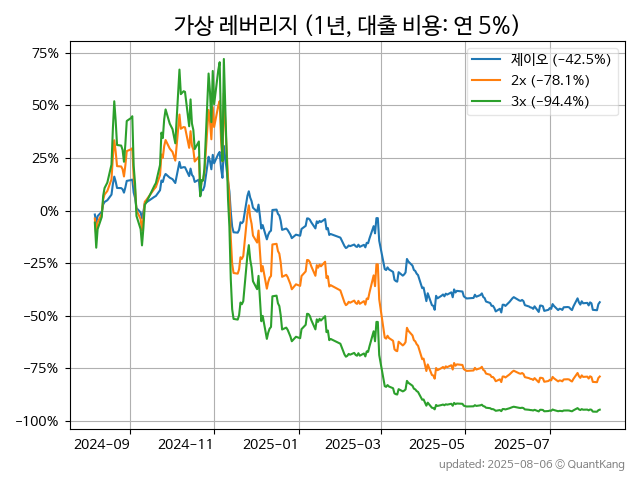 가상 레버리지 (1년, 대출 비용: 연 5%)
75%
50%
25%
0%
−25%
−50%
−75%
−100%
제이오 (−42.5%)
2x (−78.1%)
3x (−94.4%)
2024-09 2024-11 2025-01 2025-03 2025-05 2025-07
updated: 2025-08-06 © QuantKang